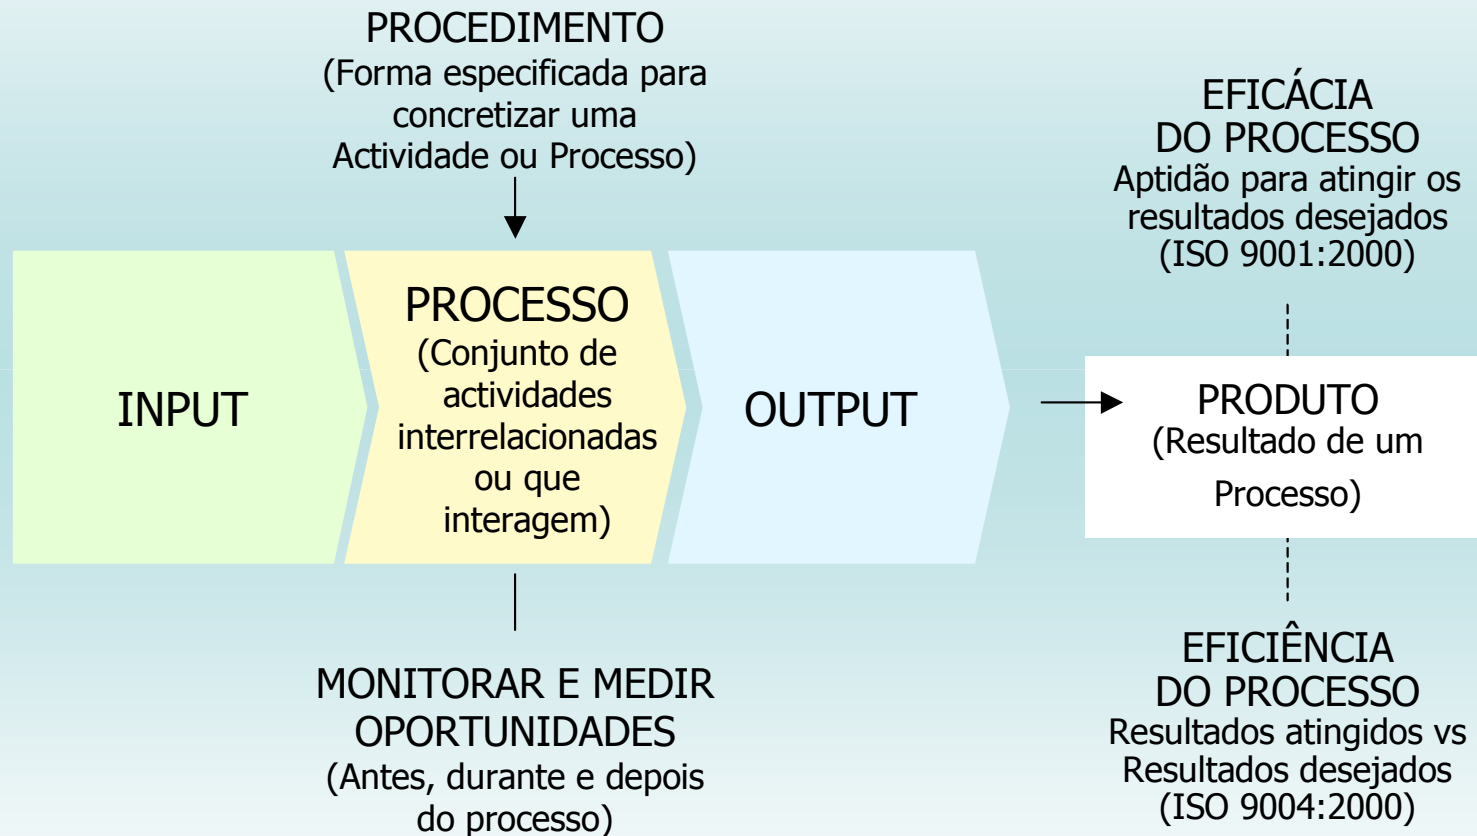 PROCEDIMENTO
(Forma especificada para
concretizar uma
Actividade ou Processo)
EFICÁCIA
DO PROCESSO
Aptidão para atingir os
resultados desejados
(ISO 9001:2000)
INPUT
PROCESSO
(Conjunto de
actividades
interrelacionadas
ou que
interagem)
OUTPUT
PRODUTO
(Resultado de um
Processo)
MONITORAR E MEDIR
OPORTUNIDADES
(Antes, durante e depois
do processo)
EFICIÊNCIA
DO PROCESSO
Resultados atingidos vs
Resultados desejados
(ISO 9004:2000)